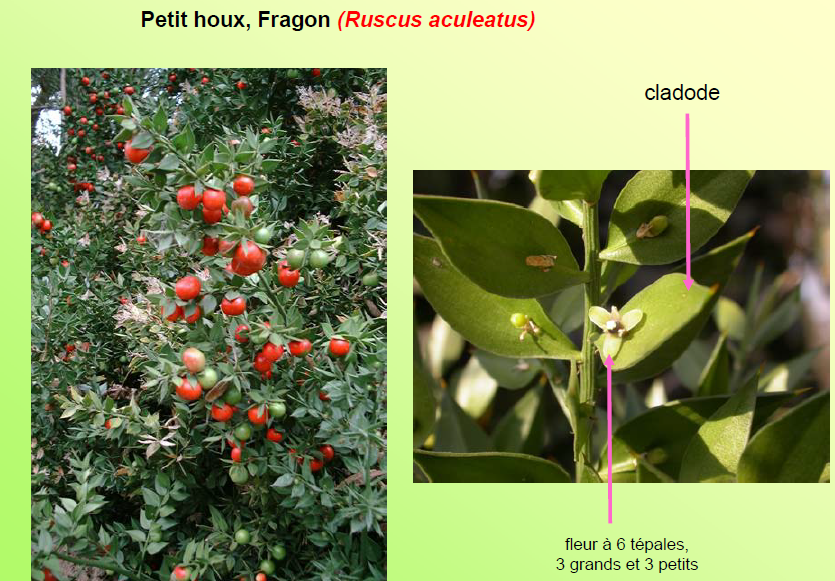 Petit houx, Fragon (Ruscus aculeatus)
cladode
fleur à 6 tépales,
3 grands et 3 petits